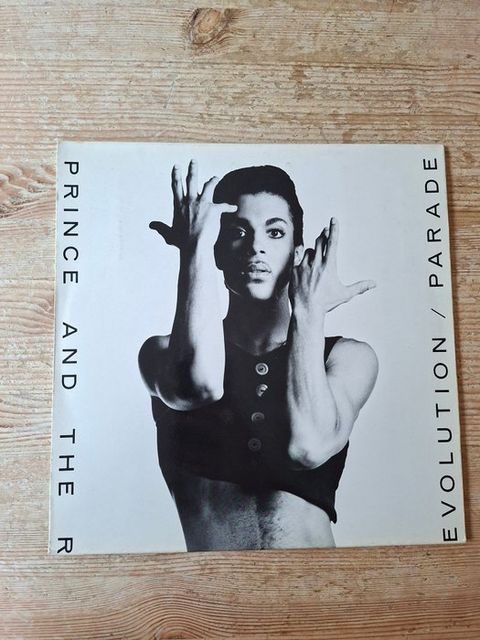 PRINCE AND THE R
EVOLUTION / PARADE